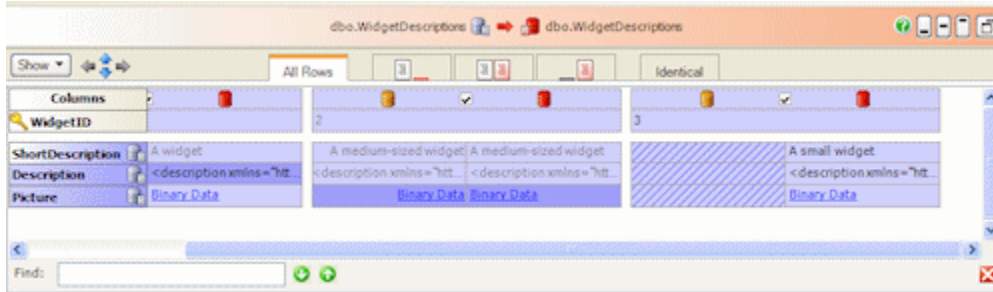 dbo.WidgetDescriptions dbo.WidgetDescriptions
Show All Rows Identical
Columns
WidgetID 2 3
ShortDescription A widget A medium-sized widget A medium-sized widget A small widget
Description <description xmlns="htt... <description xmlns="htt... <description xmlns="htt... <description xmlns="htt...
Picture Binary Data Binary Data Binary Data Binary Data
Find: